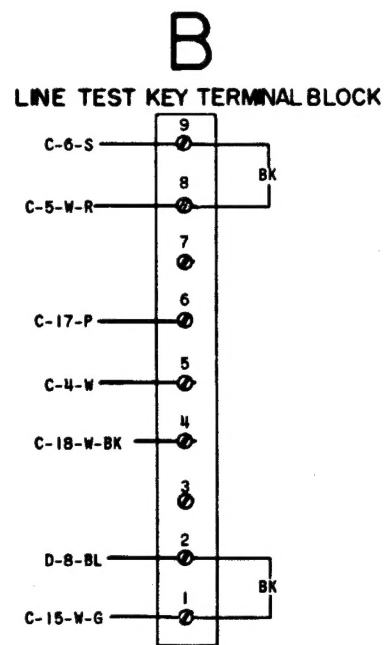 B
LINE TEST KEY TERMINAL BLOCK
9
C-6-S
BK
8
C-5-W-R
7
6
C-17-P
5
C-4-W
4
C-18-W-BK
3
2
D-8-BL
BK
1
C-15-W-G